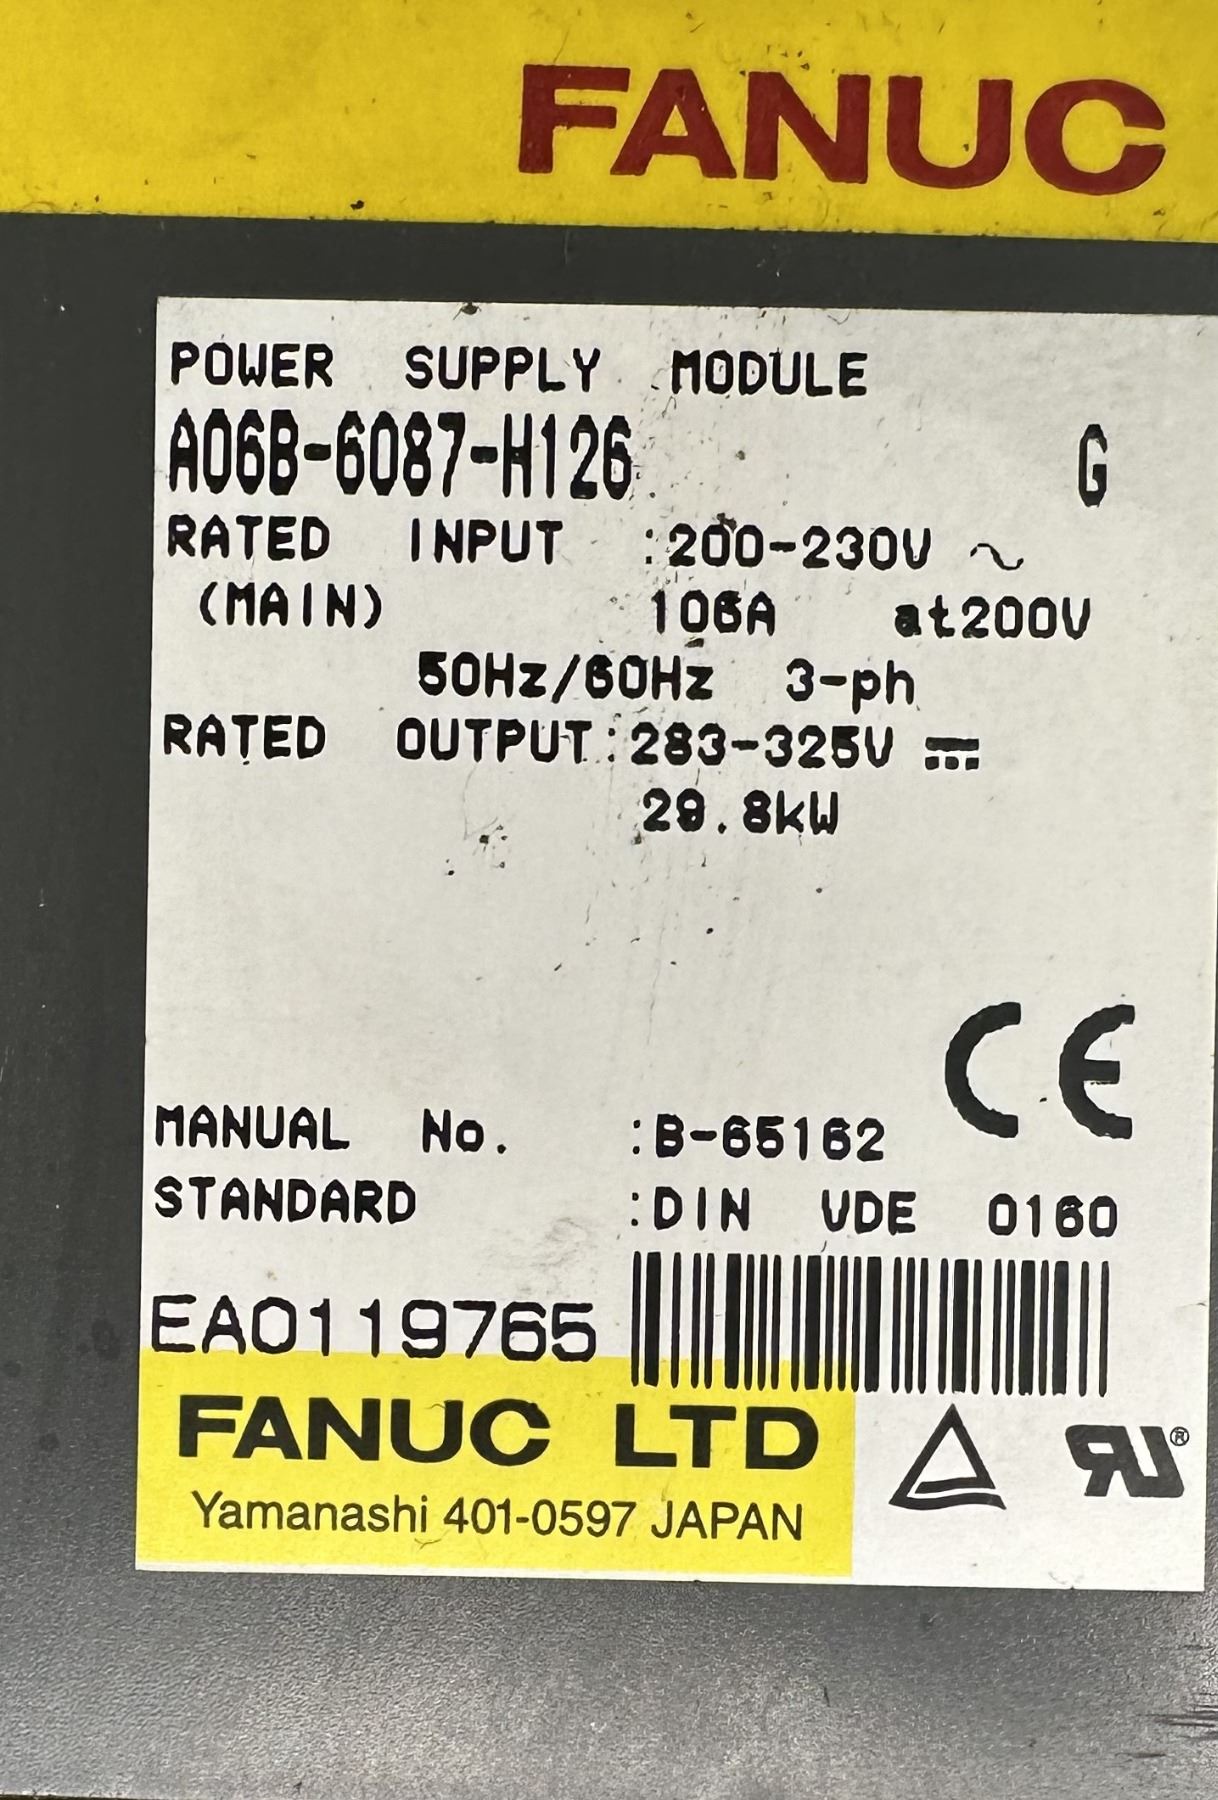 FANUC
POWER SUPPLY MODULE
A06B-6087-H126 G
RATED INPUT :200-230V ~
(MAIN) 106A at200V
50Hz/60Hz 3-ph
RATED OUTPUT:283-325V ⎓
29.8kW
CE
MANUAL No. :B-65162
STANDARD :DIN VDE 0160
EA0119765
FANUC LTD
Yamanashi 401-0597 JAPAN
RU®